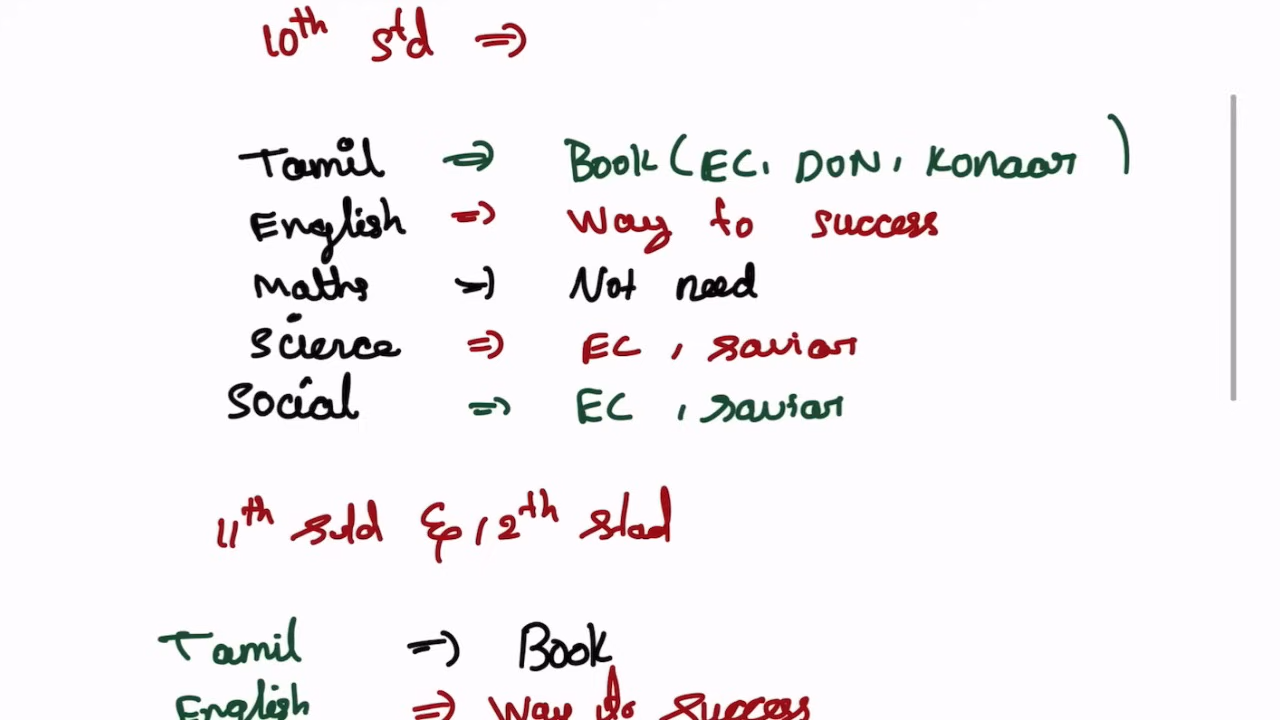 10th std ⇒
Tamil ⇒ Book (EC, DON, Konaar)
English ⇒ Way to success
Maths ⇒ Not need
Science ⇒ EC, savior
Social ⇒ EC, savior
11th std & 12th stad
Tamil ⇒ Book
English ⇒ Way to success